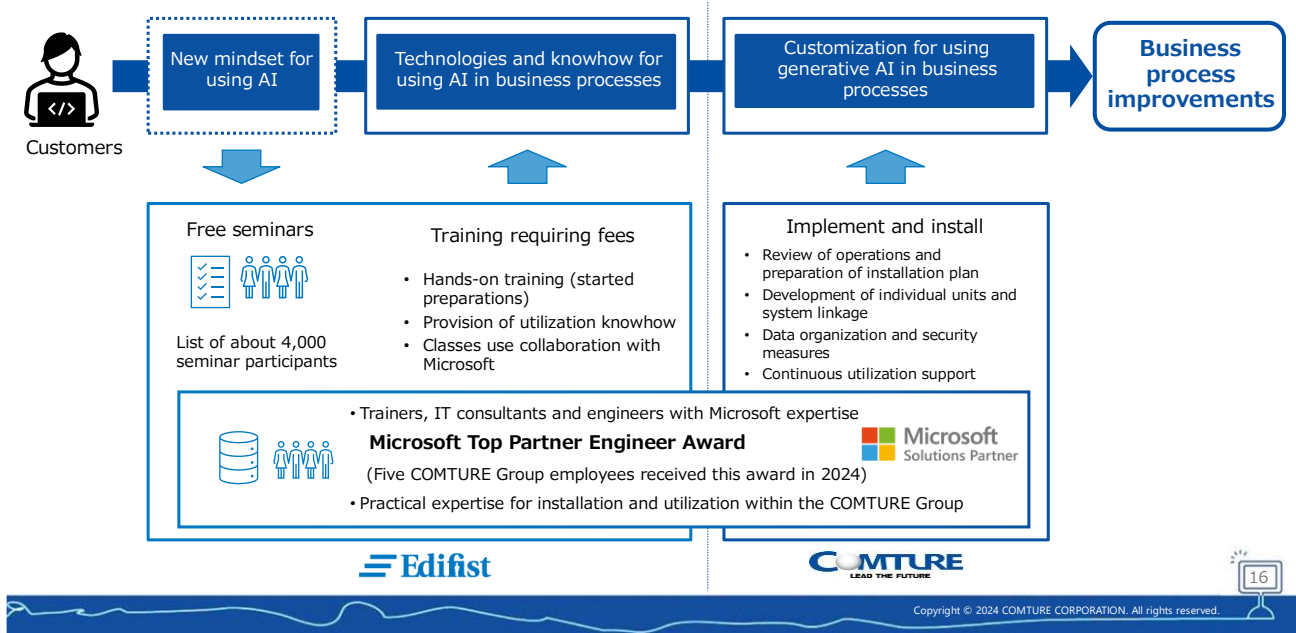 New mindset for
using AI
Technologies and knowhow for
using AI in business processes
Customization for using
generative AI in business
processes
Business
process
improvements
</>
Customers
Free seminars
List of about 4,000
seminar participants
Training requiring fees
• Hands-on training (started
preparations)
• Provision of utilization knowhow
• Classes use collaboration with
Microsoft
Implement and install
• Review of operations and
preparation of installation plan
• Development of individual units and
system linkage
• Data organization and security
measures
• Continuous utilization support
• Trainers, IT consultants and engineers with Microsoft expertise
Microsoft Top Partner Engineer Award
(Five COMTURE Group employees received this award in 2024)
• Practical expertise for installation and utilization within the COMTURE Group
Microsoft
Solutions Partner
Edifist
COMTURE
LEAD THE FUTURE
16
Copyright © 2024 COMTURE CORPORATION. All rights reserved.